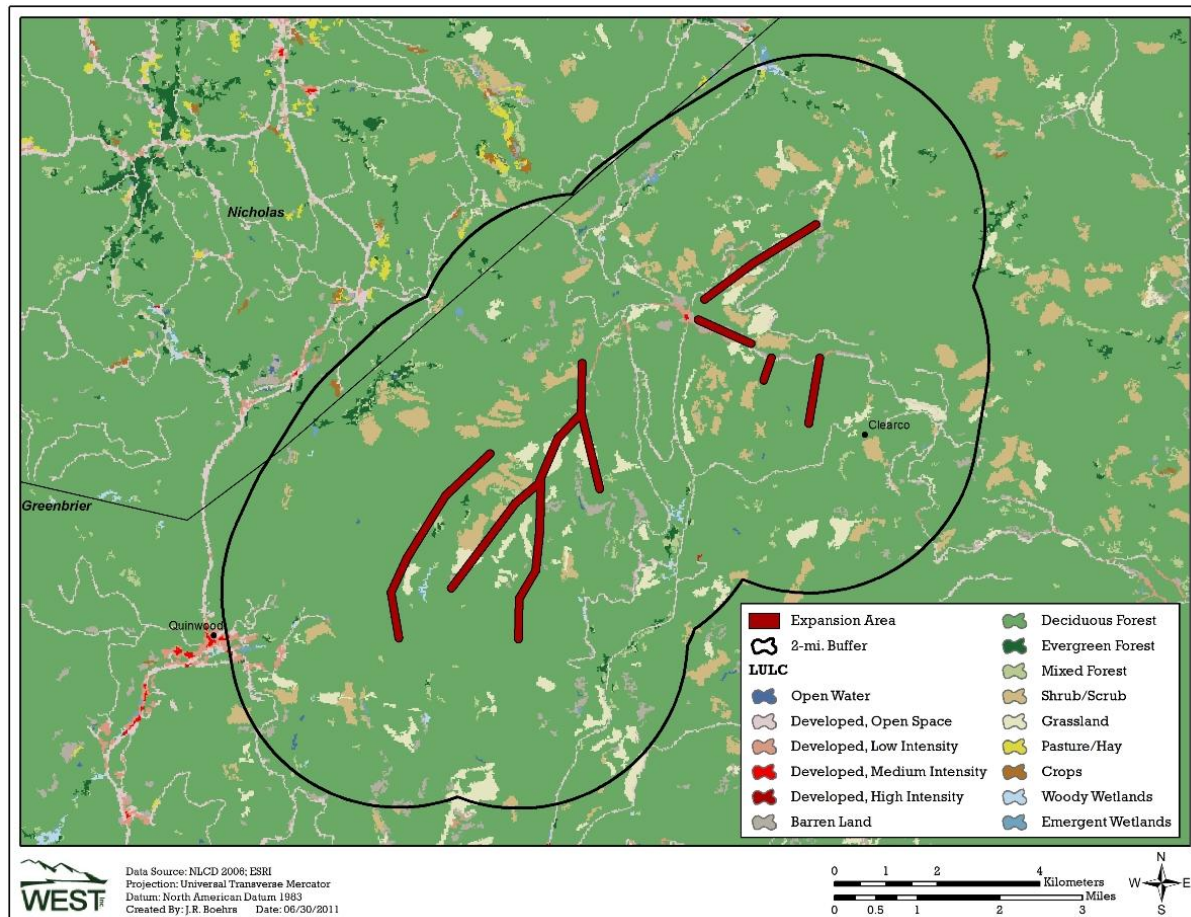 Nicholas
Greenbrier
Clearco
Quinwood
Expansion Area
2-mi. Buffer
LULC
Open Water
Developed, Open Space
Developed, Low Intensity
Developed, Medium Intensity
Developed, High Intensity
Barren Land
Deciduous Forest
Evergreen Forest
Mixed Forest
Shrub/Scrub
Grassland
Pasture/Hay
Crops
Woody Wetlands
Emergent Wetlands
WEST Inc.
Data Source: NLCD 2006; ESRI
Projection: Universal Transverse Mercator
Datum: North American Datum 1983
Created By: J.R. Boehrs Date: 06/30/2011
0 1 2 4
Kilometers
Miles
0 0.5 1 2 3
N
W E
S